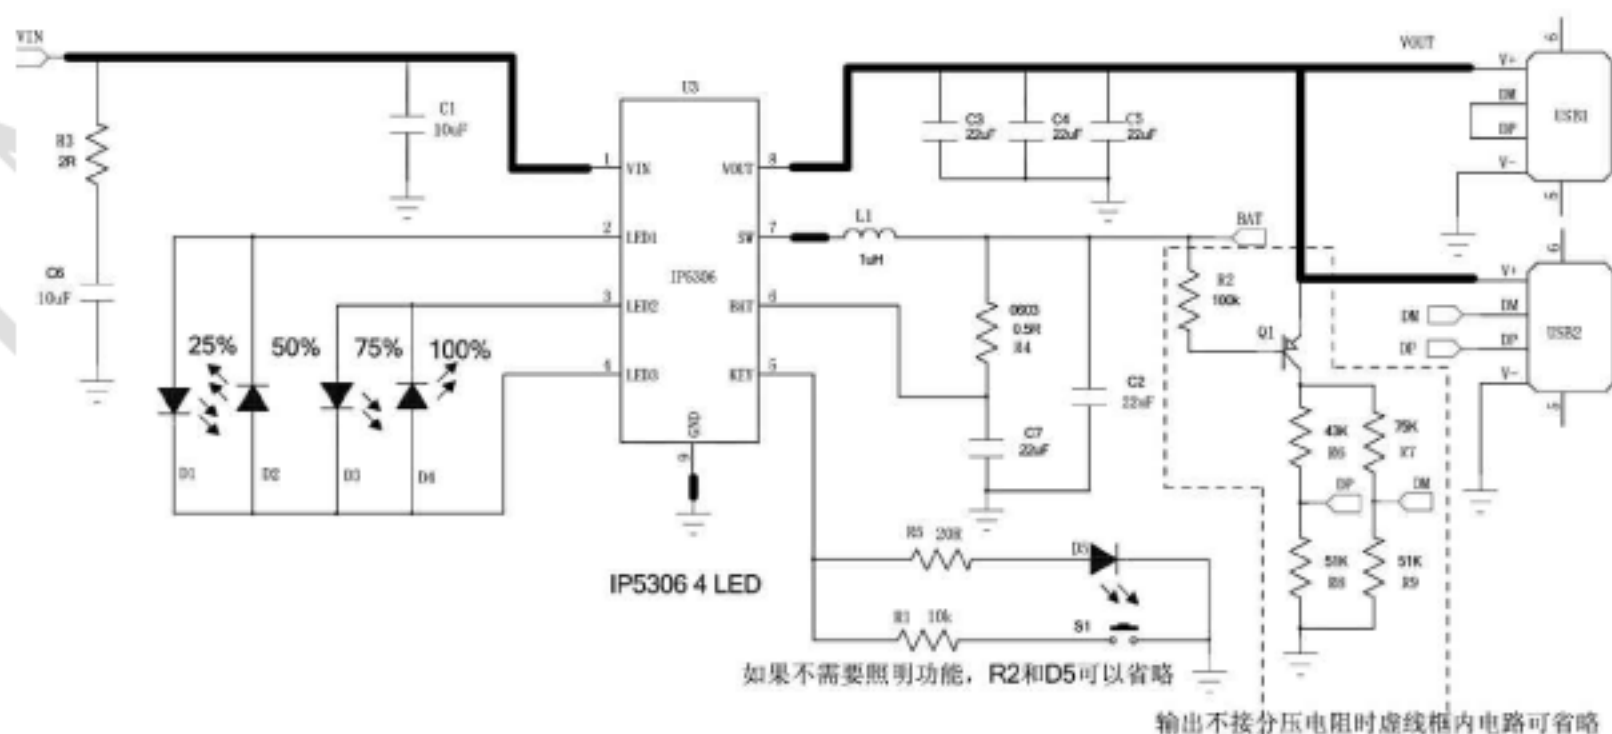 VIN
VOUT
6
V+
DM
DP
V-
USB1
5
U3
C1
10uF
R3
2R
C3
22uF
C4
22uF
C5
22uF
1
VIN
VOUT
8
2
LED1
SW
7
L1
1uH
BAT
IP5306
C6
10uF
3
LED2
BAT
6
0603
0.5R
R4
R2
100k
Q1
6
V+
DM
DM
DP
DP
V-
USB2
5
25%
50%
75%
100%
4
LED3
KEY
5
C2
22uF
GND
9
C7
22uF
43K
R6
75K
R7
D1
D2
D3
D4
DP
DM
R5
20R
D5
51K
R8
51K
R9
IP5306 4 LED
R1
10k
S1
如果不需要照明功能，R2和D5可以省略
输出不接分压电阻时虚线框内电路可省略